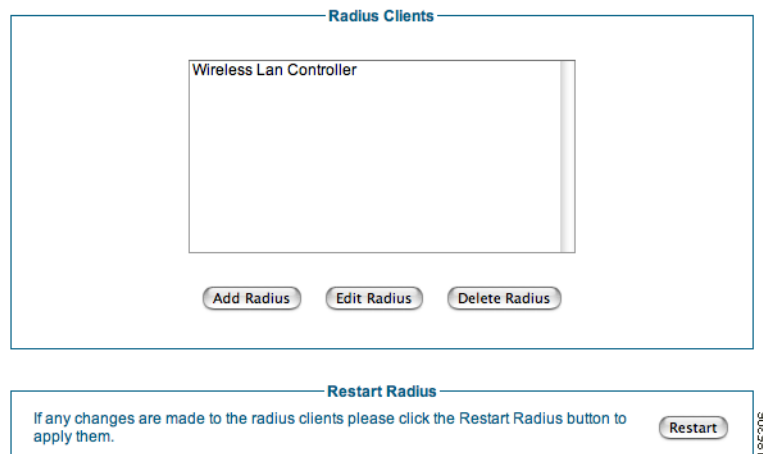 Radius Clients
Wireless Lan Controller
Add Radius
Edit Radius
Delete Radius
Restart Radius
If any changes are made to the radius clients please click the Restart Radius button to
apply them.
Restart